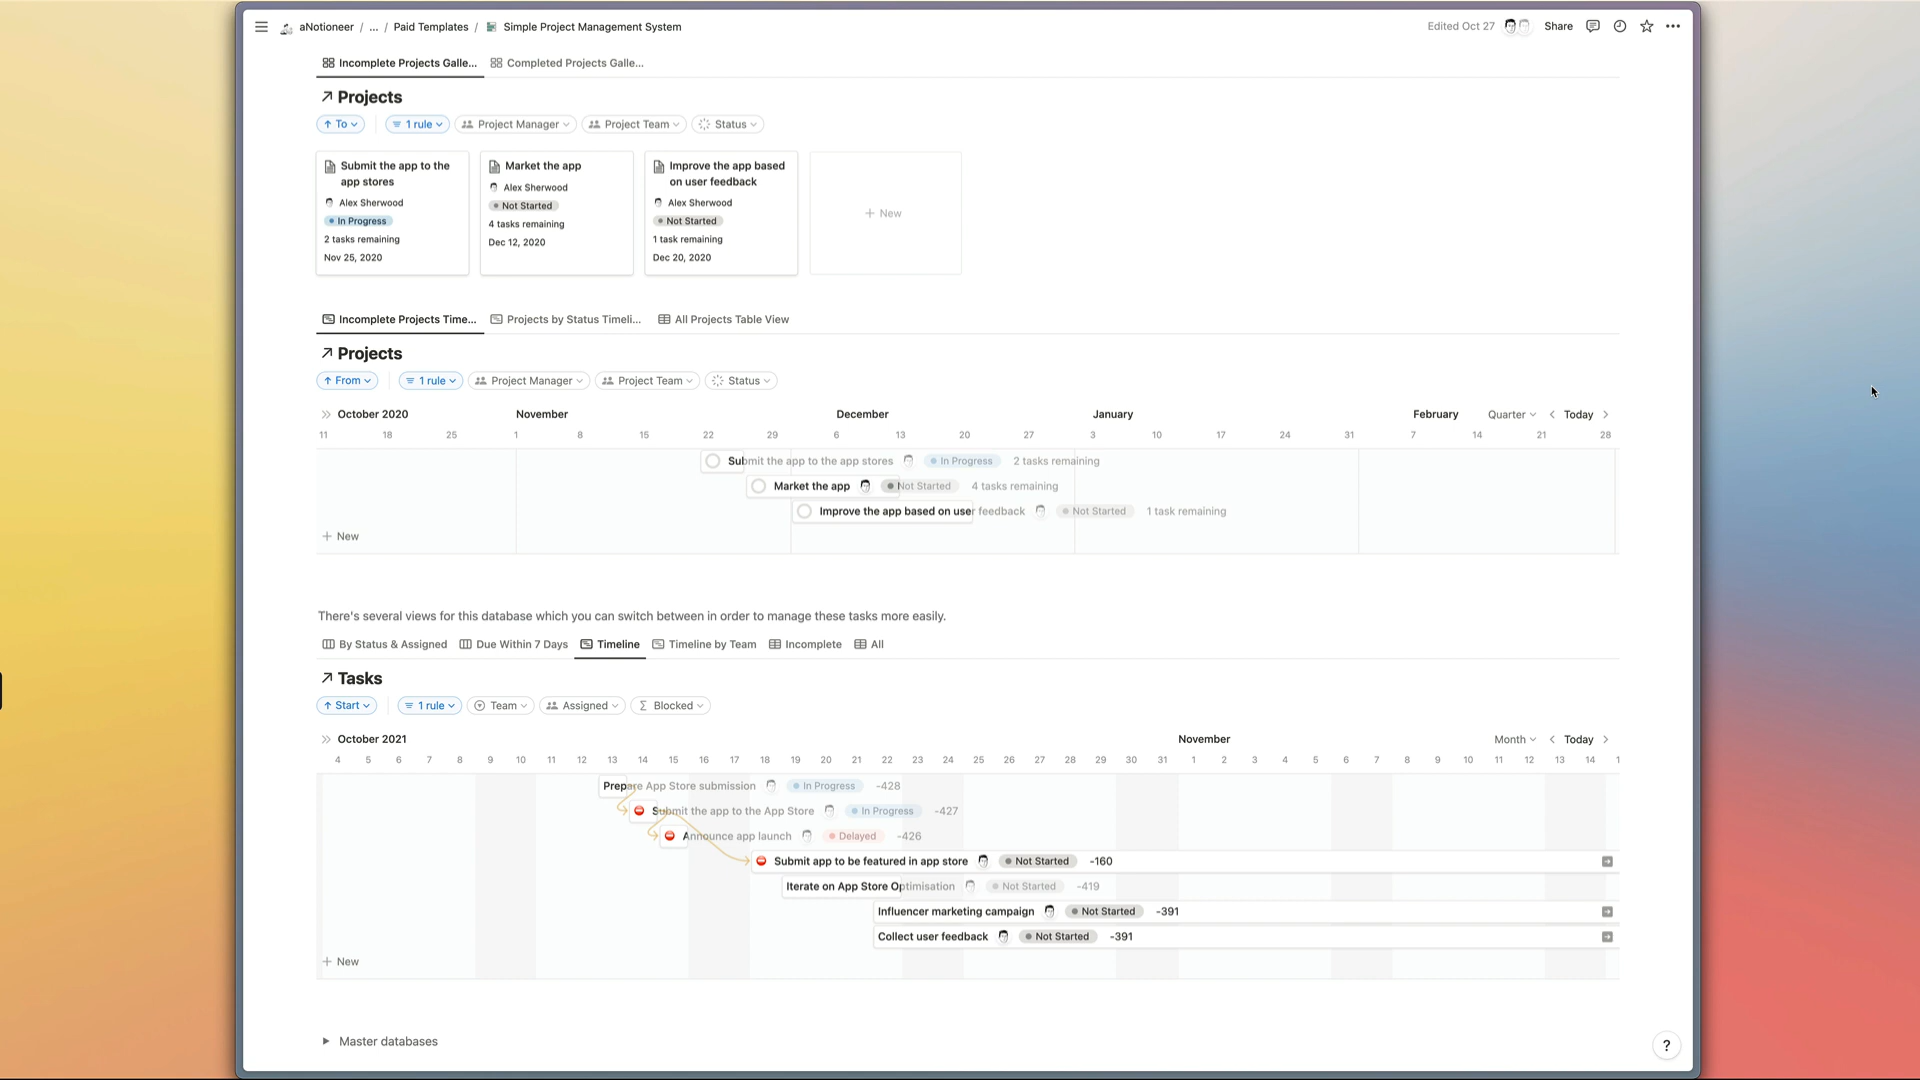 aNotioneer / ... / Paid Templates / Simple Project Management System
Edited Oct 27 Share
Incomplete Projects Galle... Completed Projects Galle...
Projects
To 1 rule Project Manager Project Team Status
Submit the app to the app stores
Alex Sherwood
In Progress
2 tasks remaining
Nov 25, 2020
Market the app
Alex Sherwood
Not Started
4 tasks remaining
Dec 12, 2020
Improve the app based on user feedback
Alex Sherwood
Not Started
1 task remaining
Dec 20, 2020
+ New
Incomplete Projects Time... Projects by Status Timeli... All Projects Table View
Projects
From 1 rule Project Manager Project Team Status
October 2020 November December January February Quarter Today
11 18 25 1 8 15 22 29 6 13 20 27 3 10 17 24 31 7 14 21 28
Submit the app to the app stores In Progress 2 tasks remaining
Market the app Not Started 4 tasks remaining
Improve the app based on user feedback Not Started 1 task remaining
+ New
There's several views for this database which you can switch between in order to manage these tasks more easily.
By Status & Assigned Due Within 7 Days Timeline Timeline by Team Incomplete All
Tasks
Start 1 rule Team Assigned Blocked
October 2021 November Month Today
4 5 6 7 8 9 10 11 12 13 14 15 16 17 18 19 20 21 22 23 24 25 26 27 28 29 30 31 1 2 3 4 5 6 7 8 9 10 11 12 13 14 1
Prepare App Store submission In Progress -428
Submit the app to the App Store In Progress -427
Announce app launch Delayed -426
Submit app to be featured in app store Not Started -160
Iterate on App Store Optimisation Not Started -419
Influencer marketing campaign Not Started -391
Collect user feedback Not Started -391
+ New
Master databases
?